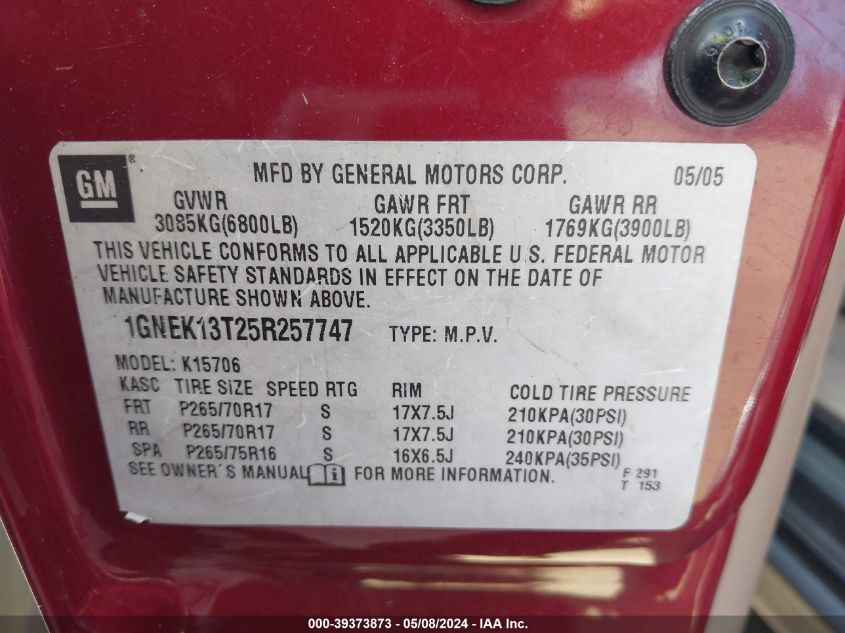 GM
MFD BY GENERAL MOTORS CORP. 05/05
GVWR GAWR FRT GAWR RR
3085KG(6800LB) 1520KG(3350LB) 1769KG(3900LB)
THIS VEHICLE CONFORMS TO ALL APPLICABLE U.S. FEDERAL MOTOR
VEHICLE SAFETY STANDARDS IN EFFECT ON THE DATE OF
MANUFACTURE SHOWN ABOVE.
1GNEK13T25R257747 TYPE: M.P.V.
MODEL: K15706
KASC TIRE SIZE SPEED RTG RIM COLD TIRE PRESSURE
FRT P265/70R17 S 17X7.5J 210KPA(30PSI)
RR P265/70R17 S 17X7.5J 210KPA(30PSI)
SPA P265/75R16 S 16X6.5J 240KPA(35PSI)
SEE OWNER'S MANUAL FOR MORE INFORMATION.
F 291
T 153
000-39373873 - 05/08/2024 - IAA Inc.